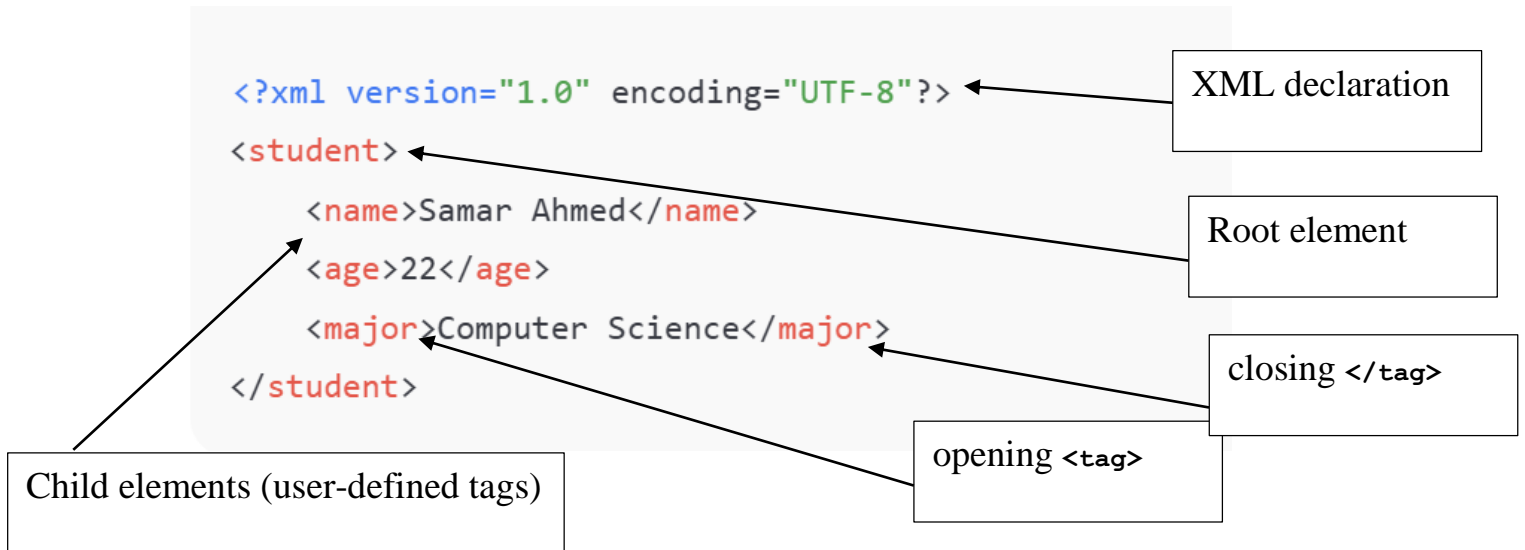 <?xml version="1.0" encoding="UTF-8"?>
XML declaration
<student>
<name>Samar Ahmed</name>
Root element
<age>22</age>
<major>Computer Science</major>
</student>
closing </tag>
opening <tag>
Child elements (user-defined tags)